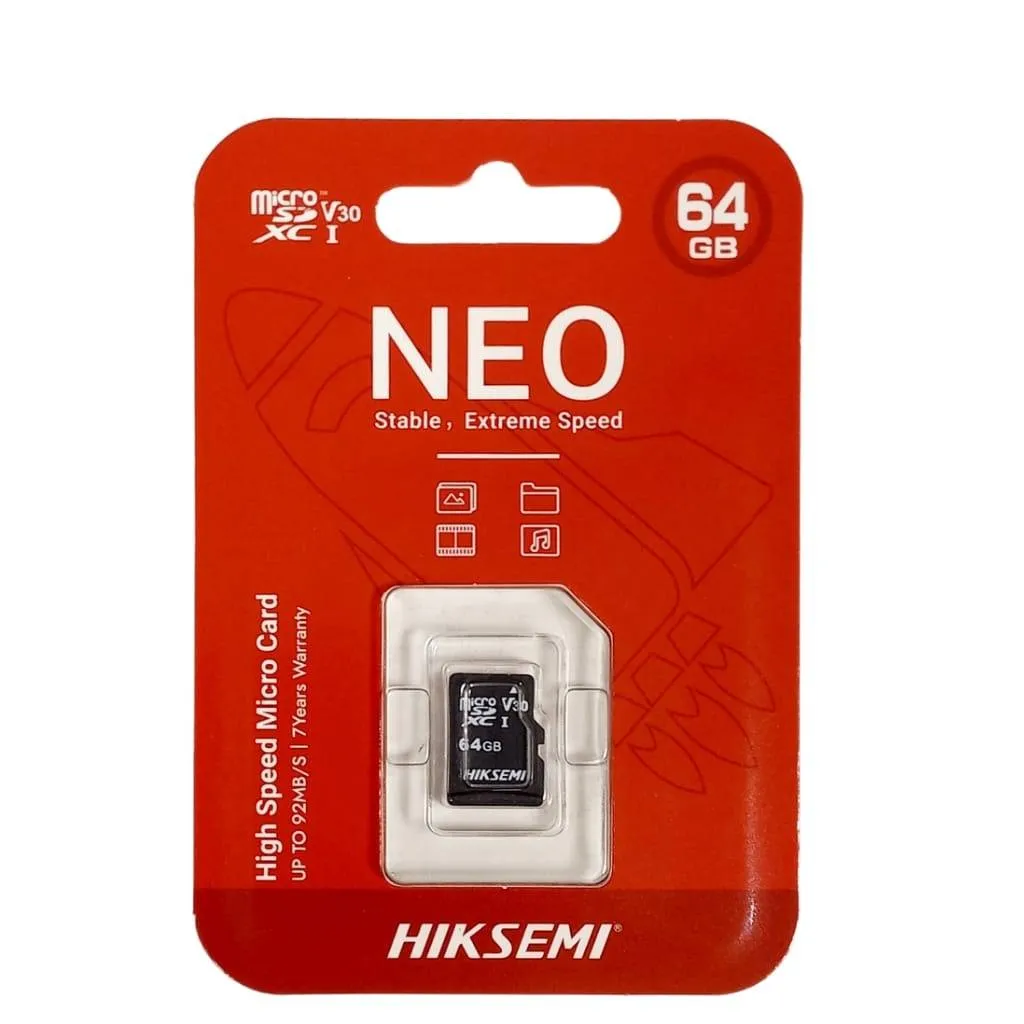 micro™
SD V30
XC I
64
GB
NEO
Stable, Extreme Speed
High Speed Micro Card
UP TO 92MB/S | 7Years Warranty
micro V30
SD
XC I
64GB
HIKSEMI
HIKSEMI®